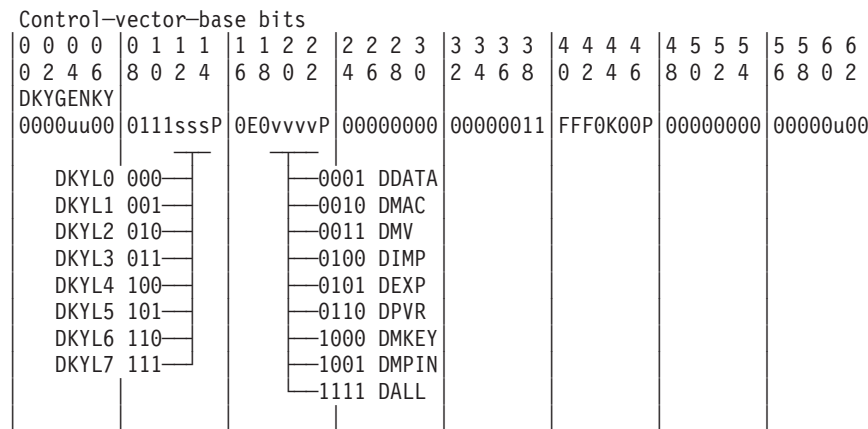 Control—vector—base bits
0 0 0 0 0 1 1 1 1 1 2 2 2 2 2 3 3 3 3 3 4 4 4 4 4 5 5 5 5 5 6 6
0 2 4 6 8 0 2 4 6 8 0 2 4 6 8 0 2 4 6 8 0 2 4 6 8 0 2 4 6 8 0 2
DKYGENKY
0000uu00 0111sssP 0E0vvvvP 00000000 00000011 FFF0K00P 00000000 00000u00
DKYL0 000 0001 DDATA
DKYL1 001 0010 DMAC
DKYL2 010 0011 DMV
DKYL3 011 0100 DIMP
DKYL4 100 0101 DEXP
DKYL5 101 0110 DPVR
DKYL6 110 1000 DMKEY
DKYL7 111 1001 DMPIN
1111 DALL